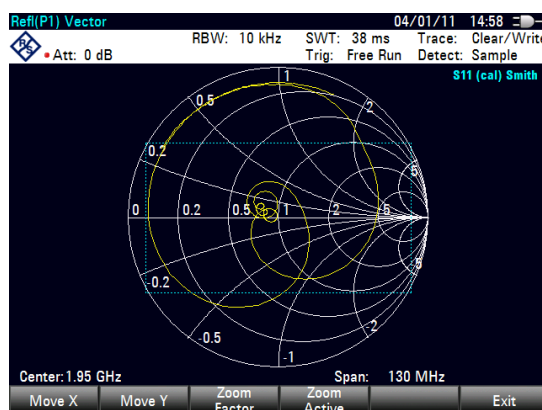 Refl(P1) Vector 04/01/11 14:58
RBW: 10 kHz SWT: 38 ms Trace: Clear/Write
R&S Att: 0 dB Trig: Free Run Detect: Sample
S11 (cal) Smith
1
0.5 2
0.2 5
0 0.2 0.5 1 2 5
-0.2 -5
-0.5 -2
-1
Center:1.95 GHz Span: 130 MHz
Move X Move Y Zoom Factor Zoom Active Exit